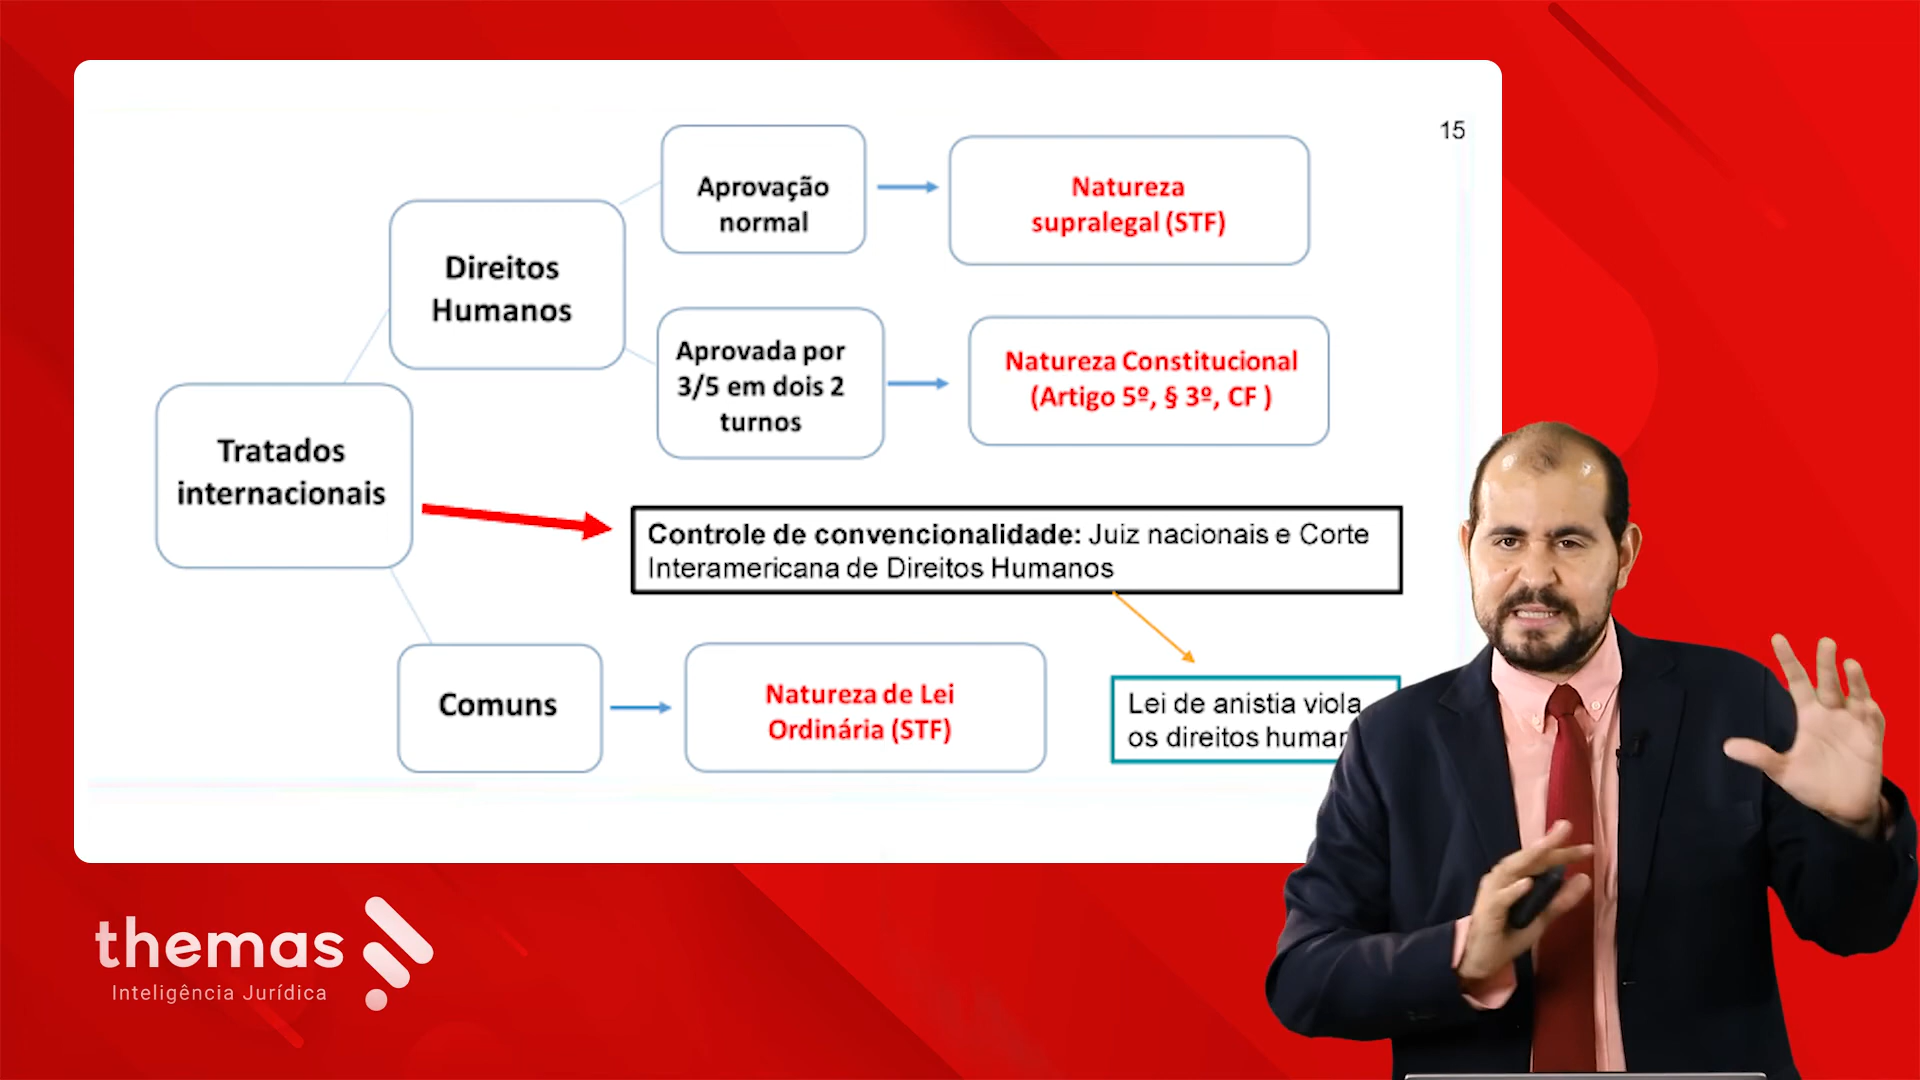 15
Aprovação
normal
Natureza
supralegal (STF)
Direitos
Humanos
Aprovada por
3/5 em dois 2
turnos
Natureza Constitucional
(Artigo 5º, § 3º, CF )
Tratados
internacionais
Controle de convencionalidade: Juiz nacionais e Corte
Interamericana de Direitos Humanos
Comuns
Natureza de Lei
Ordinária (STF)
Lei de anistia viola
os direitos
themas
Inteligência Jurídica